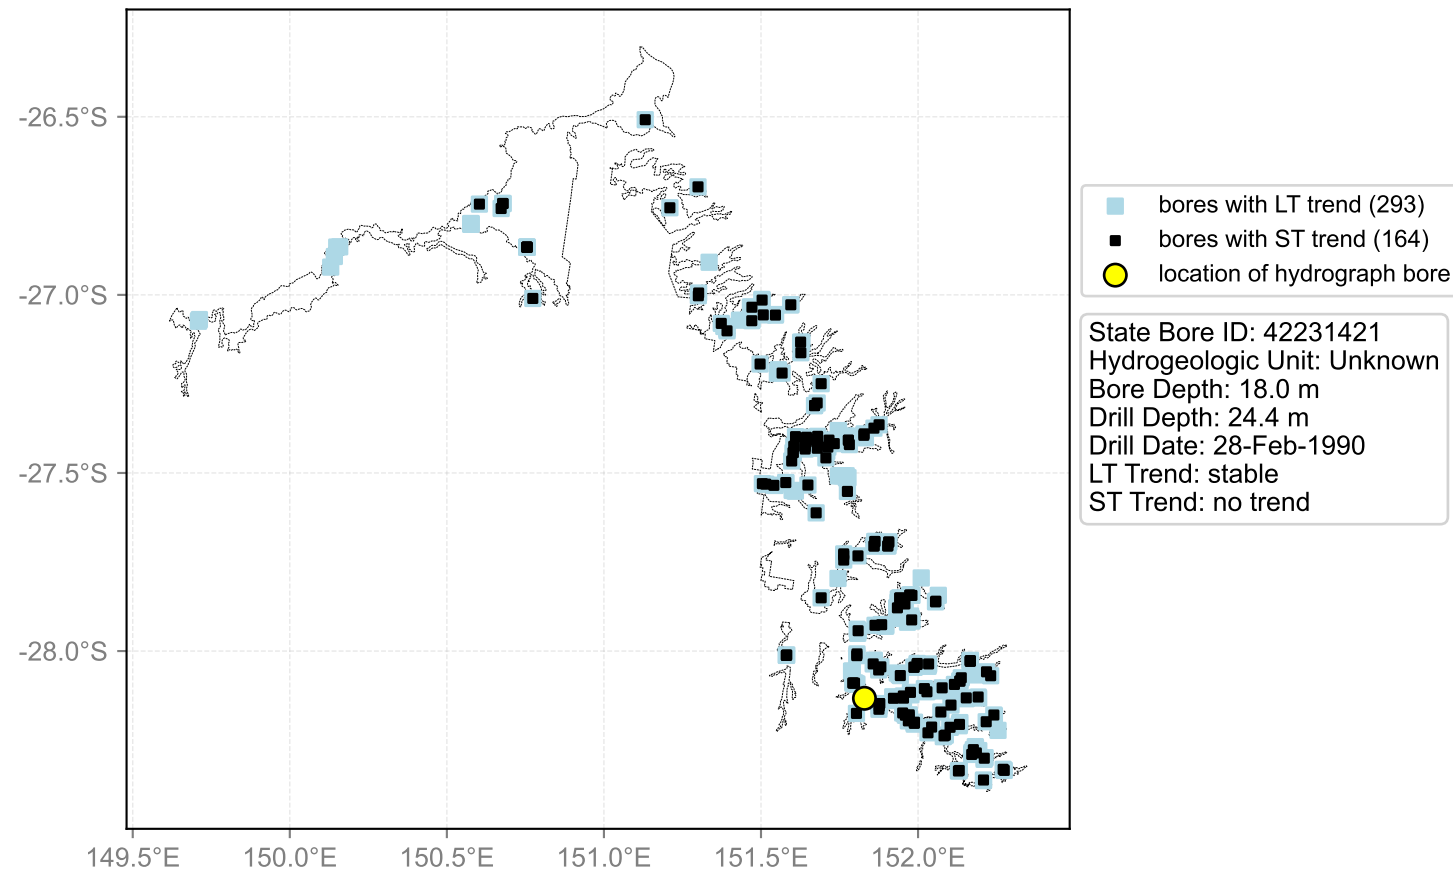 -26.5°S
-27.0°S
-27.5°S
-28.0°S
149.5°E
150.0°E
150.5°E
151.0°E
151.5°E
152.0°E
bores with LT trend (293)
bores with ST trend (164)
location of hydrograph bore
State Bore ID: 42231421
Hydrogeologic Unit: Unknown
Bore Depth: 18.0 m
Drill Depth: 24.4 m
Drill Date: 28-Feb-1990
LT Trend: stable
ST Trend: no trend